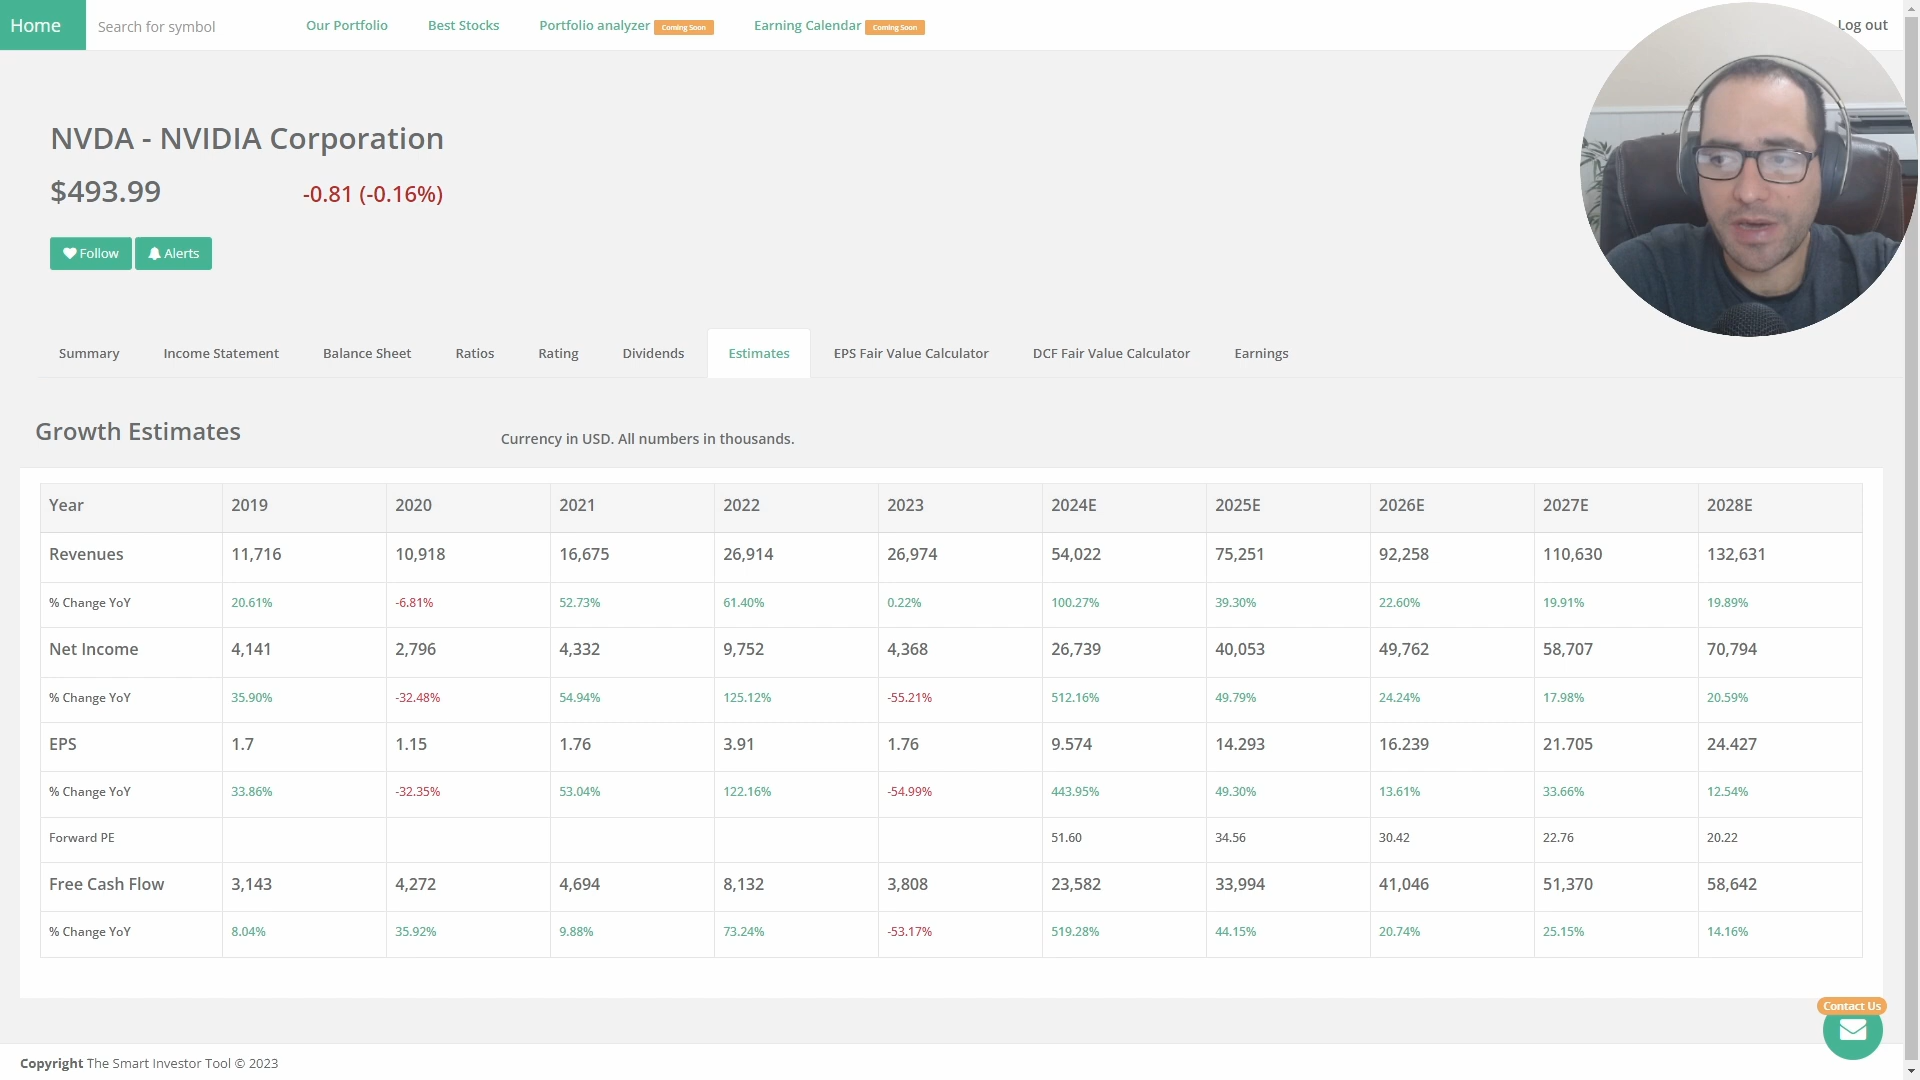 Home Search for symbol Our Portfolio Best Stocks Portfolio analyzer Coming Soon Earning Calendar Coming Soon Log out
NVDA - NVIDIA Corporation
$493.99 -0.81 (-0.16%)
Follow Alerts
Summary Income Statement Balance Sheet Ratios Rating Dividends Estimates EPS Fair Value Calculator DCF Fair Value Calculator Earnings
Growth Estimates Currency in USD. All numbers in thousands.
Year 2019 2020 2021 2022 2023 2024E 2025E 2026E 2027E 2028E
Revenues 11,716 10,918 16,675 26,914 26,974 54,022 75,251 92,258 110,630 132,631
% Change YoY 20.61% -6.81% 52.73% 61.40% 0.22% 100.27% 39.30% 22.60% 19.91% 19.89%
Net Income 4,141 2,796 4,332 9,752 4,368 26,739 40,053 49,762 58,707 70,794
% Change YoY 35.90% -32.48% 54.94% 125.12% -55.21% 512.16% 49.79% 24.24% 17.98% 20.59%
EPS 1.7 1.15 1.76 3.91 1.76 9.574 14.293 16.239 21.705 24.427
% Change YoY 33.86% -32.35% 53.04% 122.16% -54.99% 443.95% 49.30% 13.61% 33.66% 12.54%
Forward PE 51.60 34.56 30.42 22.76 20.22
Free Cash Flow 3,143 4,272 4,694 8,132 3,808 23,582 33,994 41,046 51,370 58,642
% Change YoY 8.04% 35.92% 9.88% 73.24% -53.17% 519.28% 44.15% 20.74% 25.15% 14.16%
Contact Us
Copyright The Smart Investor Tool © 2023